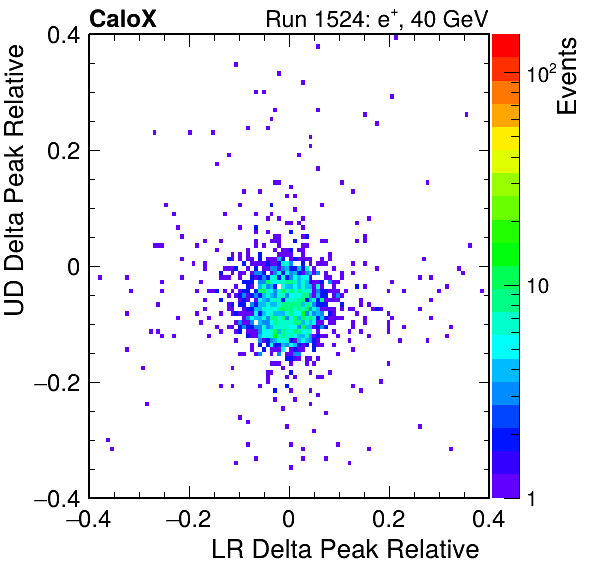 CaloX Run 1524: e⁺, 40 GeV
UD Delta Peak Relative
0.4
0.2
0
−0.2
−0.4
−0.4 −0.2 0 0.2 0.4
LR Delta Peak Relative
Events
10²
10
1